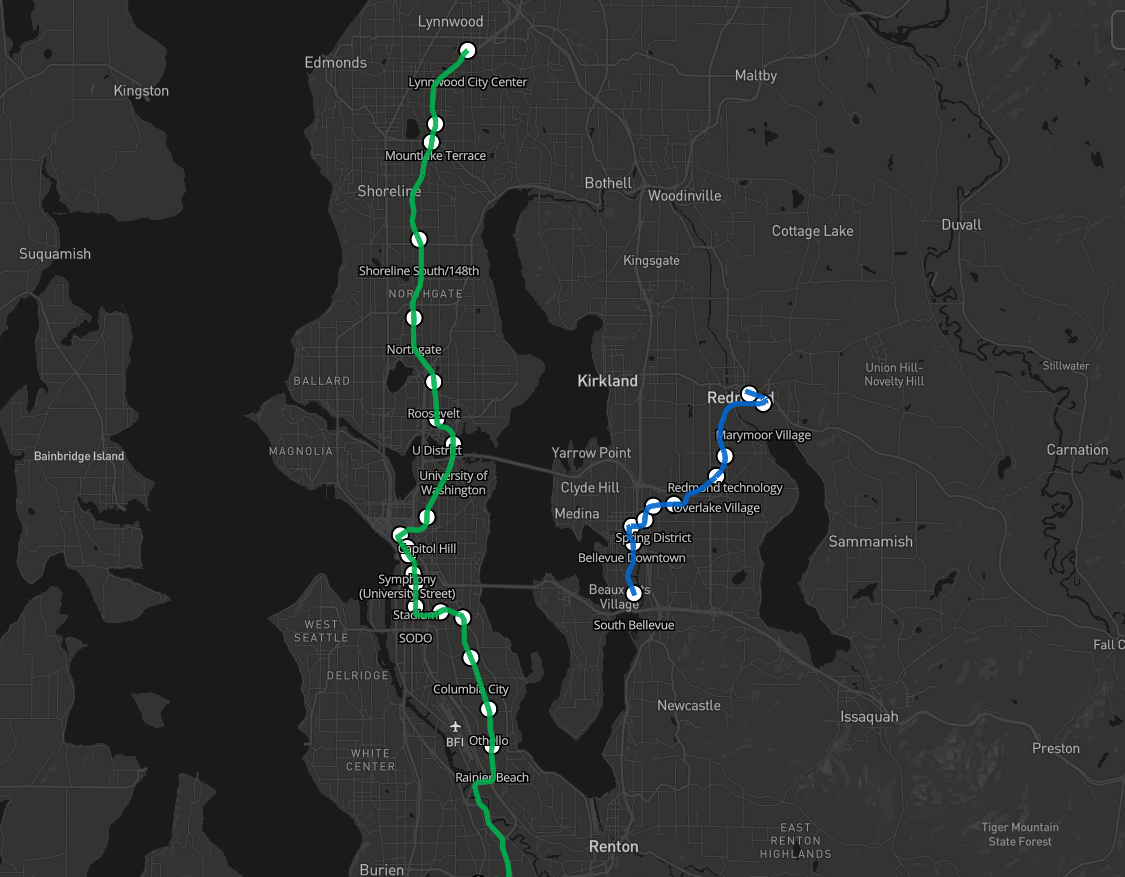 Lynnwood
Edmonds
Maltby
Lynnwood City Center
Kingston
Mountlake Terrace
Bothell
Shoreline
Woodinville
Duvall
Cottage Lake
Suquamish
Kingsgate
Shoreline South/148th
NORTHGATE
Northgate
Union Hill-
Novelty Hill
Stillwater
BALLARD
Kirkland
Redmond
Roosevelt
Marymoor Village
U District
MAGNOLIA
Bainbridge Island
Yarrow Point
Carnation
University of
Washington
Clyde Hill
Redmond technology
Medina
Overlake Village
Spring District
Sammamish
Capitol Hill
Bellevue Downtown
Symphony
(University Street)
Beaux Arts
Village
Stadium
WEST
SEATTLE
South Bellevue
SODO
Fall C
DELRIDGE
Columbia City
Newcastle
Issaquah
BFI
Othello
Preston
WHITE
CENTER
Rainier Beach
EAST
RENTON
HIGHLANDS
Tiger Mountain
State Forest
Renton
Burien